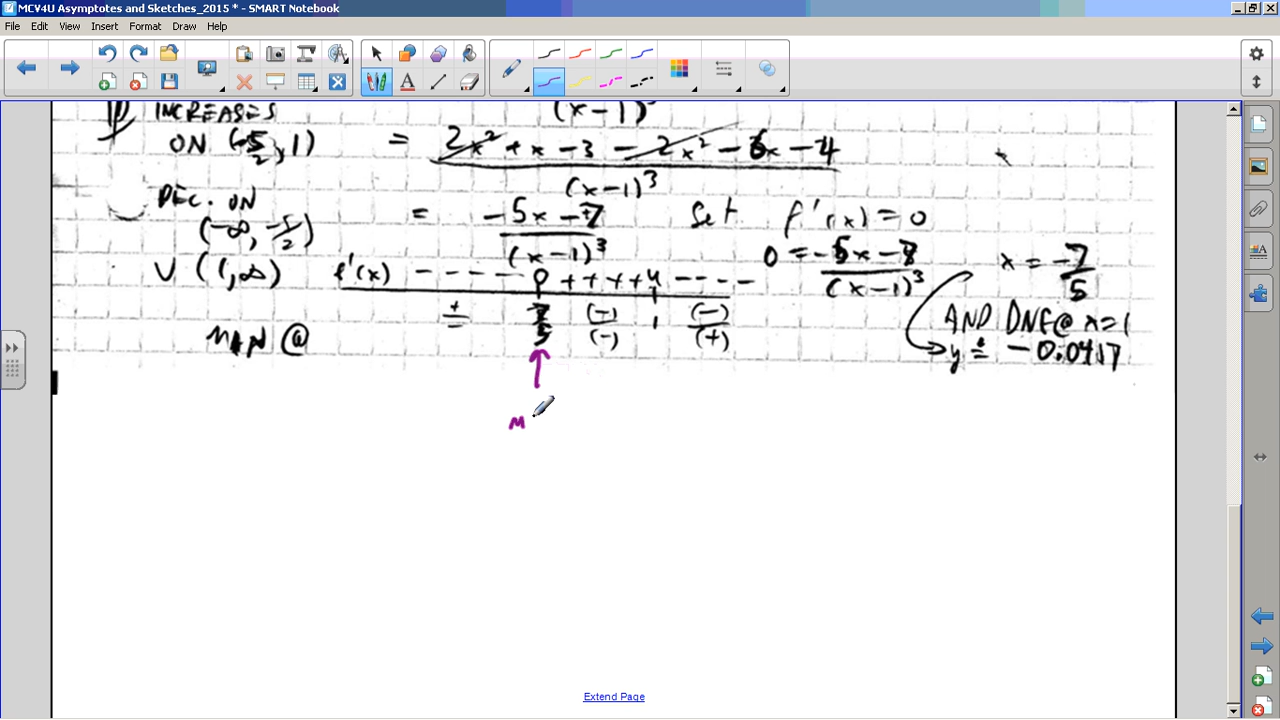 MCV4U Asymptotes and Sketches_2015 * - SMART Notebook
File Edit View Insert Format Draw Help
INCREASES
ON (-5/2, 1)
(x-1)
= 2x² + x - 3 - 2x² - 6x - 4
(x-1)³
DEC. ON
(-∞, -5/2)
∪ (1, ∞)
= -5x - 7
(x-1)³
Set f'(x) = 0
0 = -5x - 7
(x-1)³
x = -7/5
f'(x) - - - - - 0 + + + + - - - -
+
(-) (-)
1
(-) (+)
AND DNE @ x = 1
y ≐ -0.0417
MIN @
M
Extend Page